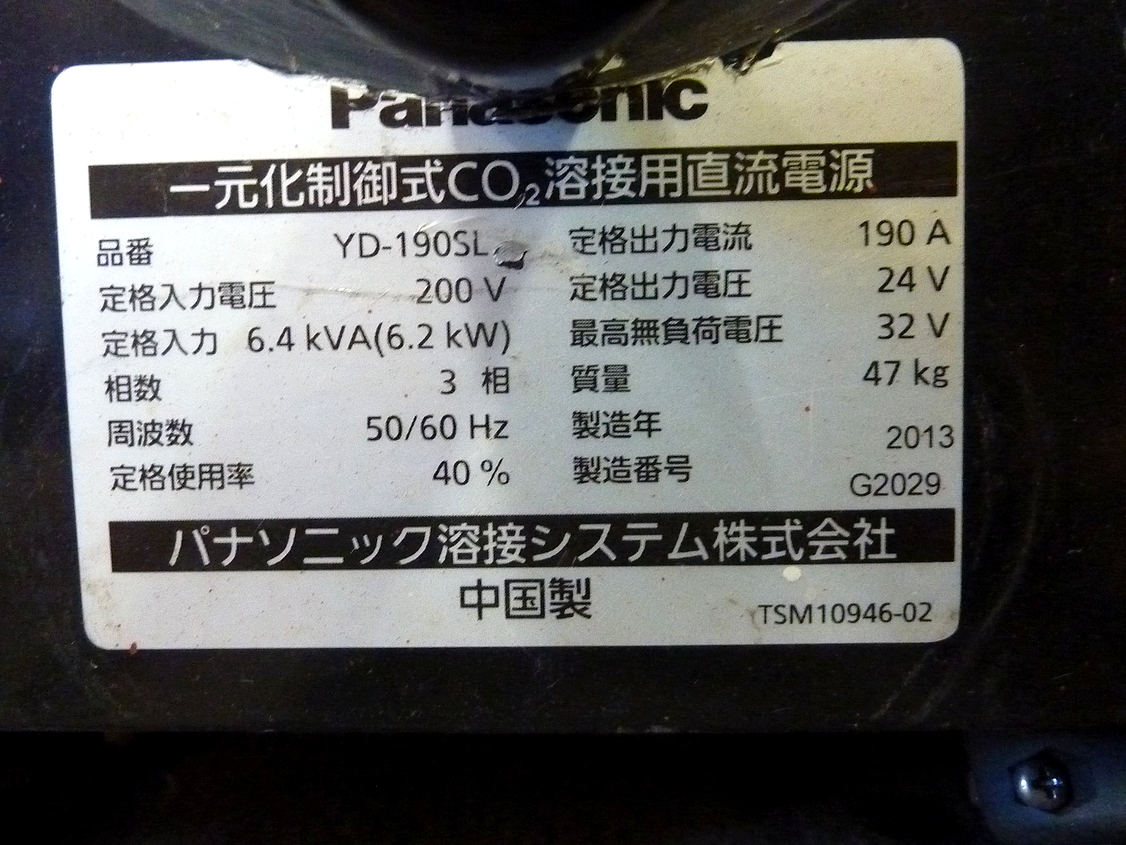 Panasonic
一元化制御式CO₂溶接用直流電源
品番 YD-190SL
定格入力電圧 200 V
定格入力 6.4 kVA(6.2 kW)
相数 3 相
周波数 50/60 Hz
定格使用率 40 %
定格出力電流 190 A
定格出力電圧 24 V
最高無負荷電圧 32 V
質量 47 kg
製造年 2013
製造番号 G2029
パナソニック溶接システム株式会社
中国製
TSM10946-02